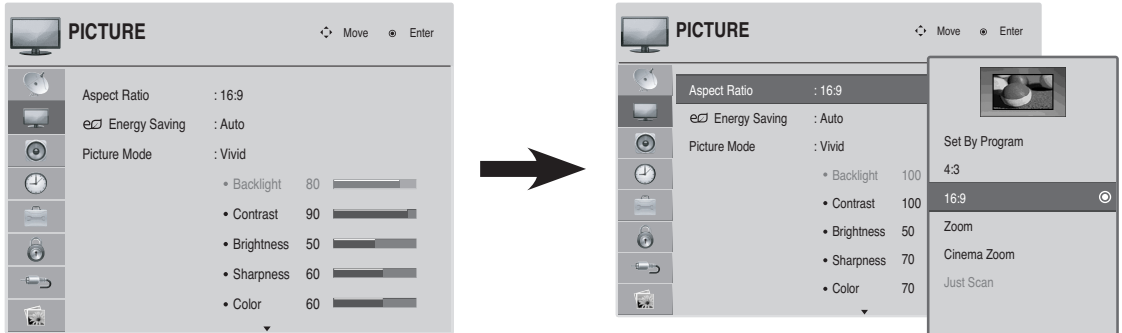 PICTURE Move Enter
Aspect Ratio : 16:9
Energy Saving : Auto
Picture Mode : Vivid
• Backlight 80
• Contrast 90
• Brightness 50
• Sharpness 60
• Color 60
PICTURE Move Enter
Aspect Ratio : 16:9
Energy Saving : Auto
Picture Mode : Vivid
• Backlight 100
• Contrast 100
• Brightness 50
• Sharpness 70
• Color 70
Set By Program
4:3
16:9
Zoom
Cinema Zoom
Just Scan